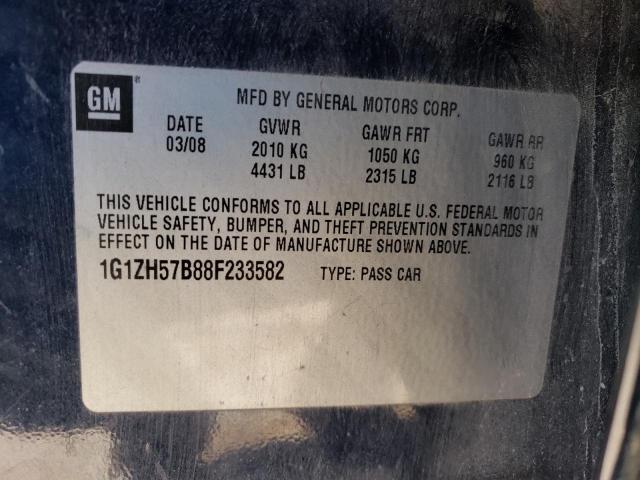 GM
MFD BY GENERAL MOTORS CORP.
DATE GVWR GAWR FRT GAWR RR
03/08 2010 KG 1050 KG 960 KG
4431 LB 2315 LB 2116 LB
THIS VEHICLE CONFORMS TO ALL APPLICABLE U.S. FEDERAL MOTOR
VEHICLE SAFETY, BUMPER, AND THEFT PREVENTION STANDARDS IN
EFFECT ON THE DATE OF MANUFACTURE SHOWN ABOVE.
1G1ZH57B88F233582 TYPE: PASS CAR